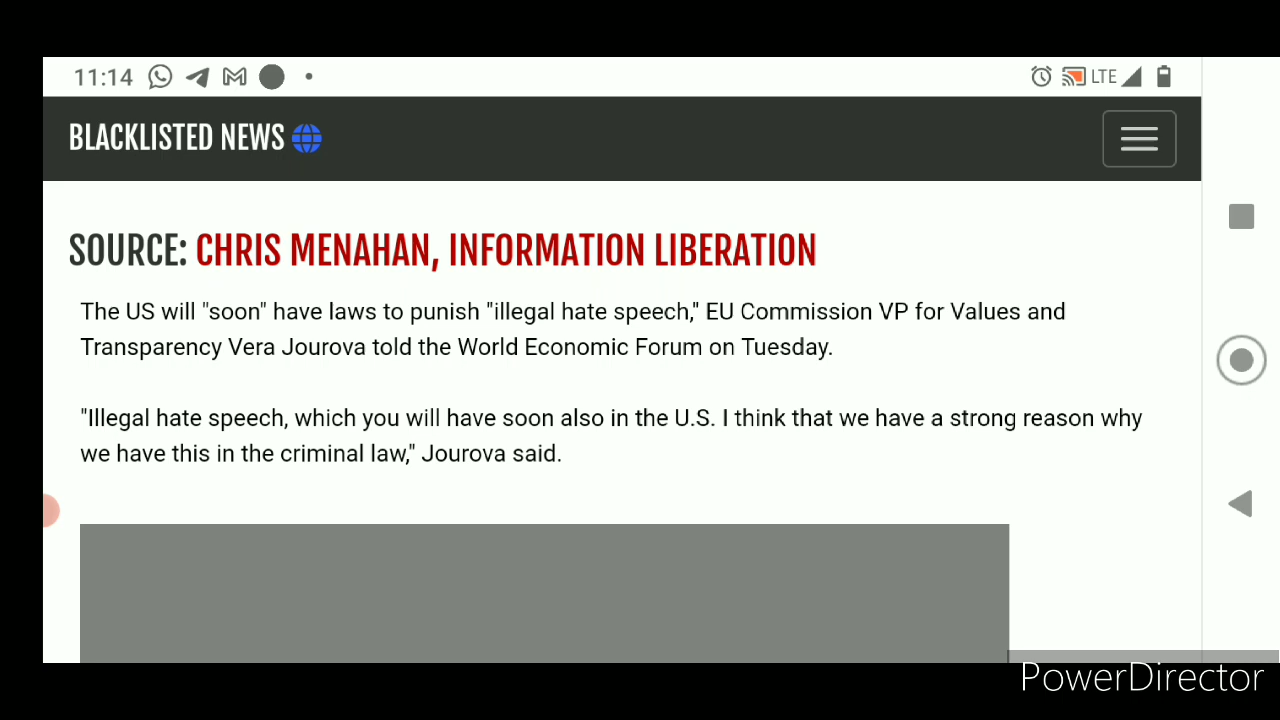 11:14
LTE
BLACKLISTED NEWS
SOURCE: CHRIS MENAHAN, INFORMATION LIBERATION
The US will "soon" have laws to punish "illegal hate speech," EU Commission VP for Values and
Transparency Vera Jourova told the World Economic Forum on Tuesday.
"Illegal hate speech, which you will have soon also in the U.S. I think that we have a strong reason why
we have this in the criminal law," Jourova said.
PowerDirector